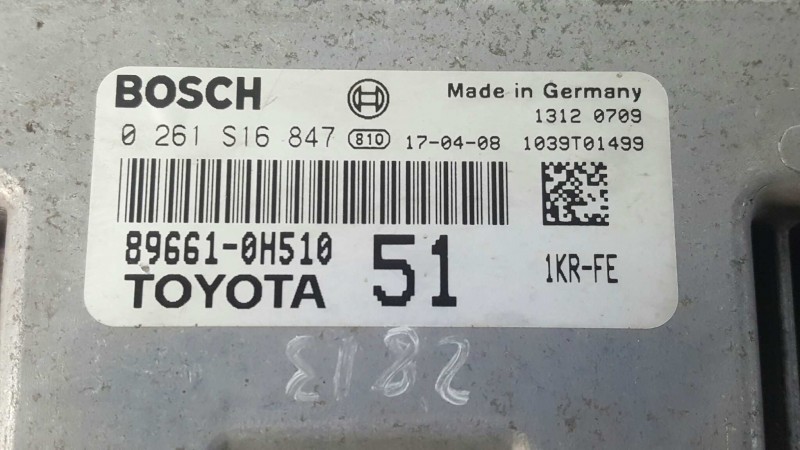 BOSCH Made in Germany
1312 0709
0 261 S16 847 810 17-04-08 1039T01499
89661-0H510 51 1KR-FE
TOYOTA
2813